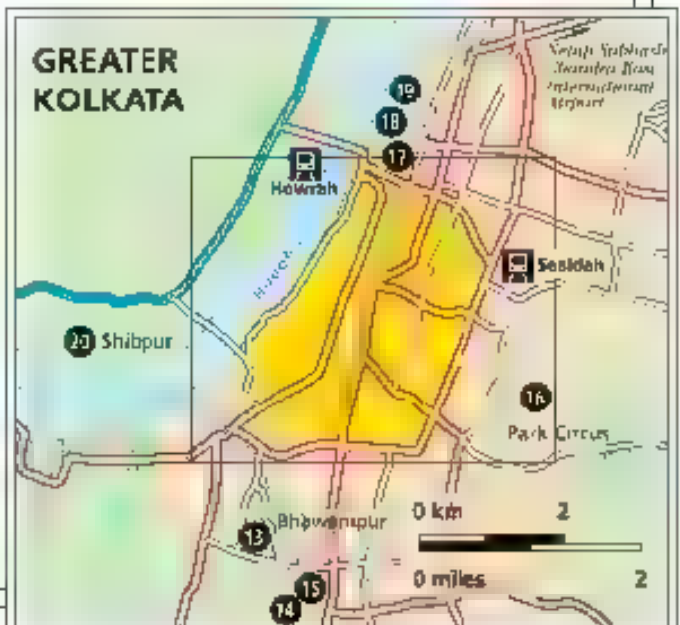 GREATER
KOLKATA
19
18
17
Howrah
Sealdah
20 Shibpur
16
Park Circus
Bhawanipur
13
15
14
0 km 2
0 miles 2